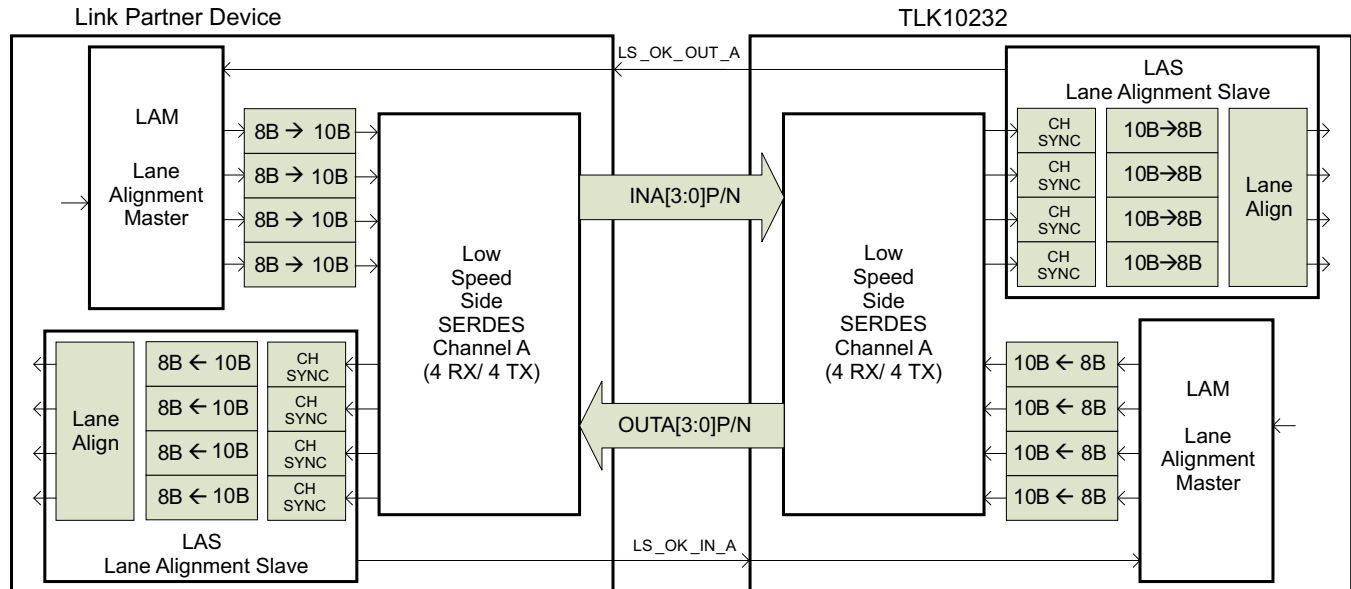 Link Partner Device
TLK10232
LS_OK_OUT_A
LAM
Lane
Alignment
Master
8B → 10B
8B → 10B
8B → 10B
8B → 10B
Low
Speed
Side
SERDES
Channel A
(4 RX/ 4 TX)
INA[3:0]P/N
OUTA[3:0]P/N
Low
Speed
Side
SERDES
Channel A
(4 RX/ 4 TX)
LAS
Lane Alignment Slave
CH
SYNC
CH
SYNC
CH
SYNC
CH
SYNC
10B→8B
10B→8B
10B→8B
10B→8B
Lane
Align
Lane
Align
8B ← 10B
8B ← 10B
8B ← 10B
8B ← 10B
CH
SYNC
CH
SYNC
CH
SYNC
CH
SYNC
LAS
Lane Alignment Slave
10B ← 8B
10B ← 8B
10B ← 8B
10B ← 8B
LAM
Lane
Alignment
Master
LS_OK_IN_A